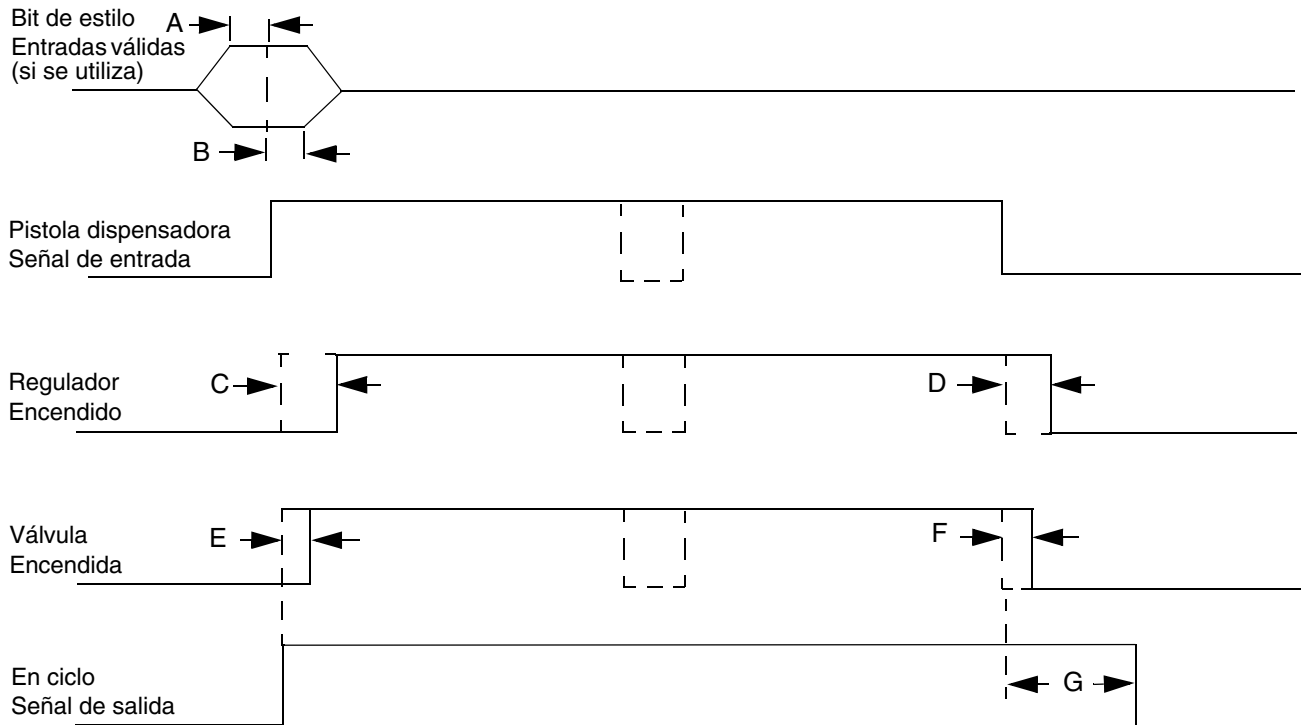 Bit de estilo
Entradas válidas
(si se utiliza)
A
B
Pistola dispensadora
Señal de entrada
Regulador
Encendido
C
D
Válvula
Encendida
E
F
En ciclo
Señal de salida
G